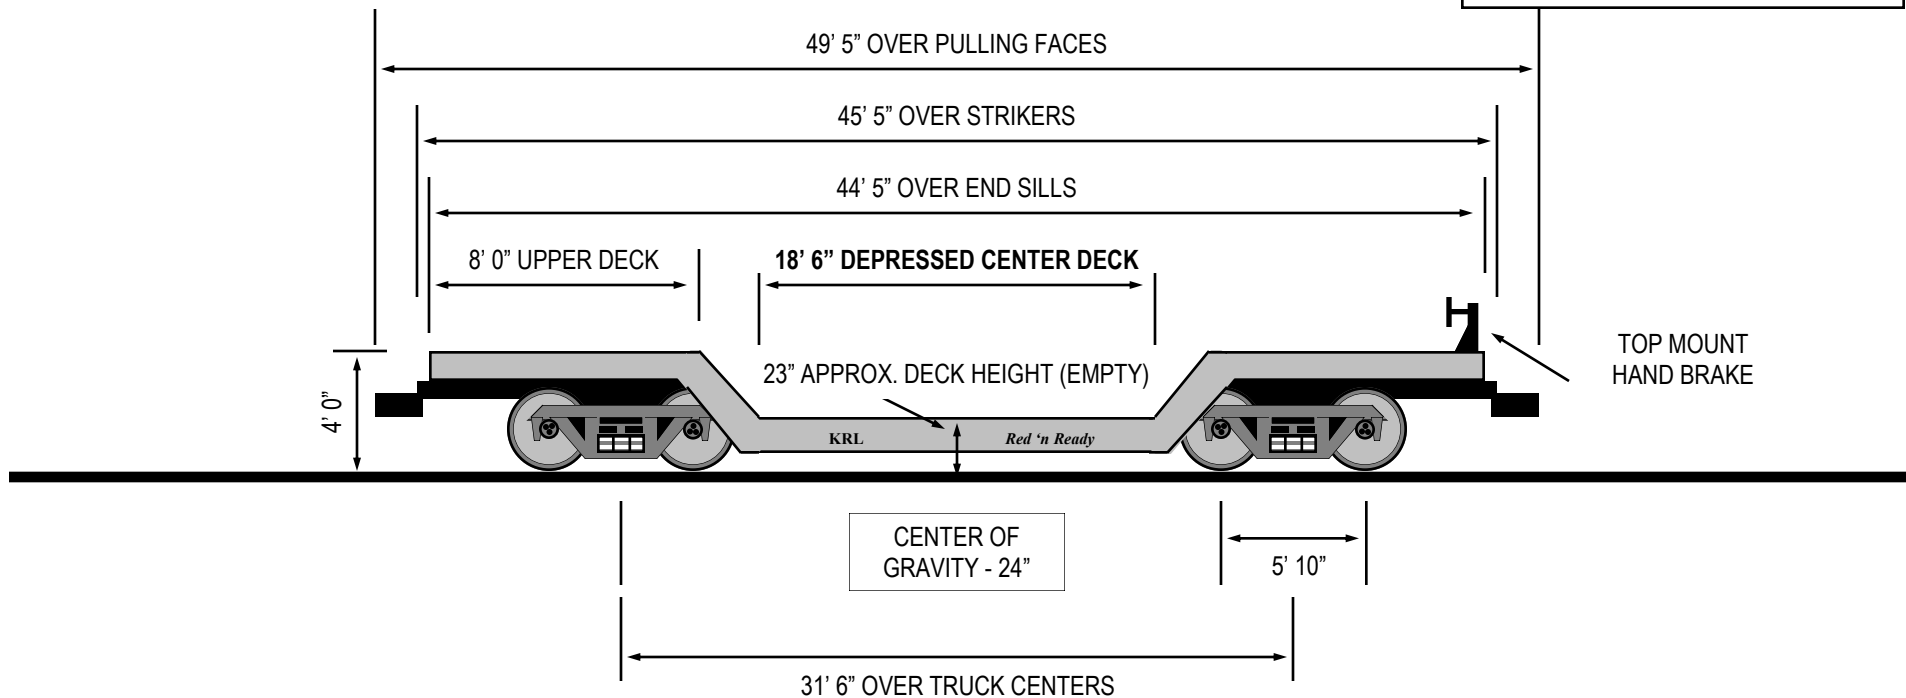 49’ 5” OVER PULLING FACES
45’ 5” OVER STRIKERS
44’ 5” OVER END SILLS
8’ 0” UPPER DECK
18’ 6” DEPRESSED CENTER DECK
4’ 0”
23” APPROX. DECK HEIGHT (EMPTY)
TOP MOUNT
HAND BRAKE
KRL
Red ‘n Ready
CENTER OF
GRAVITY - 24”
5’ 10”
31’ 6” OVER TRUCK CENTERS